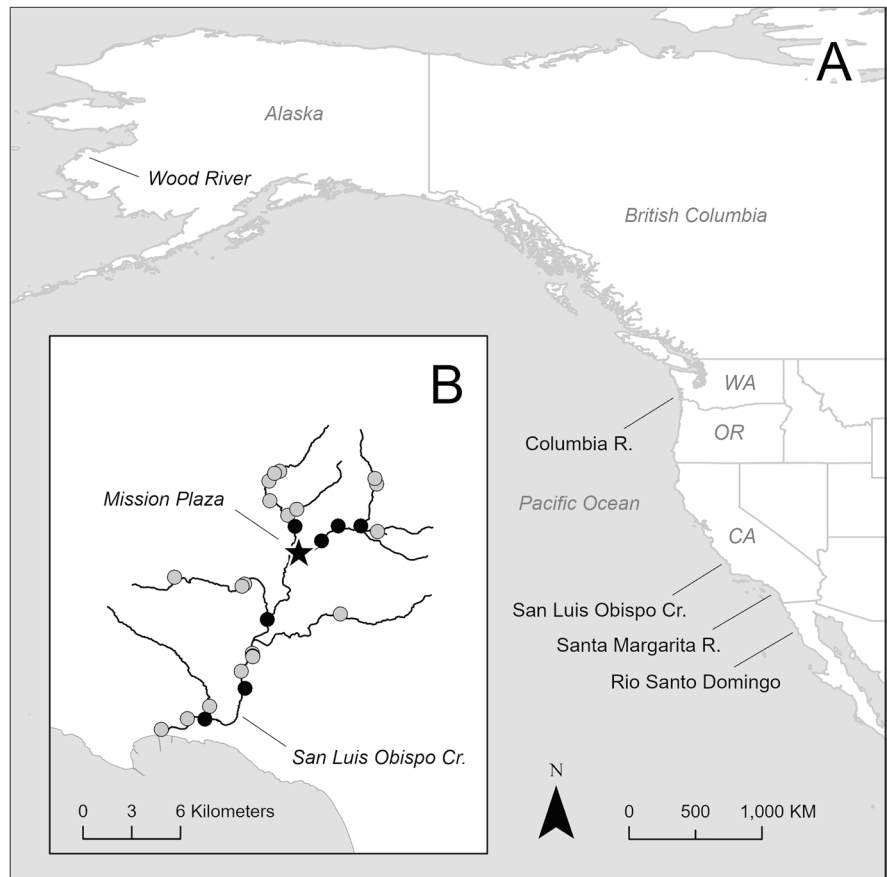 A
Alaska
Wood River
British Columbia
WA
Columbia R.
OR
Pacific Ocean
CA
San Luis Obispo Cr.
Santa Margarita R.
Rio Santo Domingo
B
Mission Plaza
San Luis Obispo Cr.
0 3 6 Kilometers
N
0 500 1,000 KM